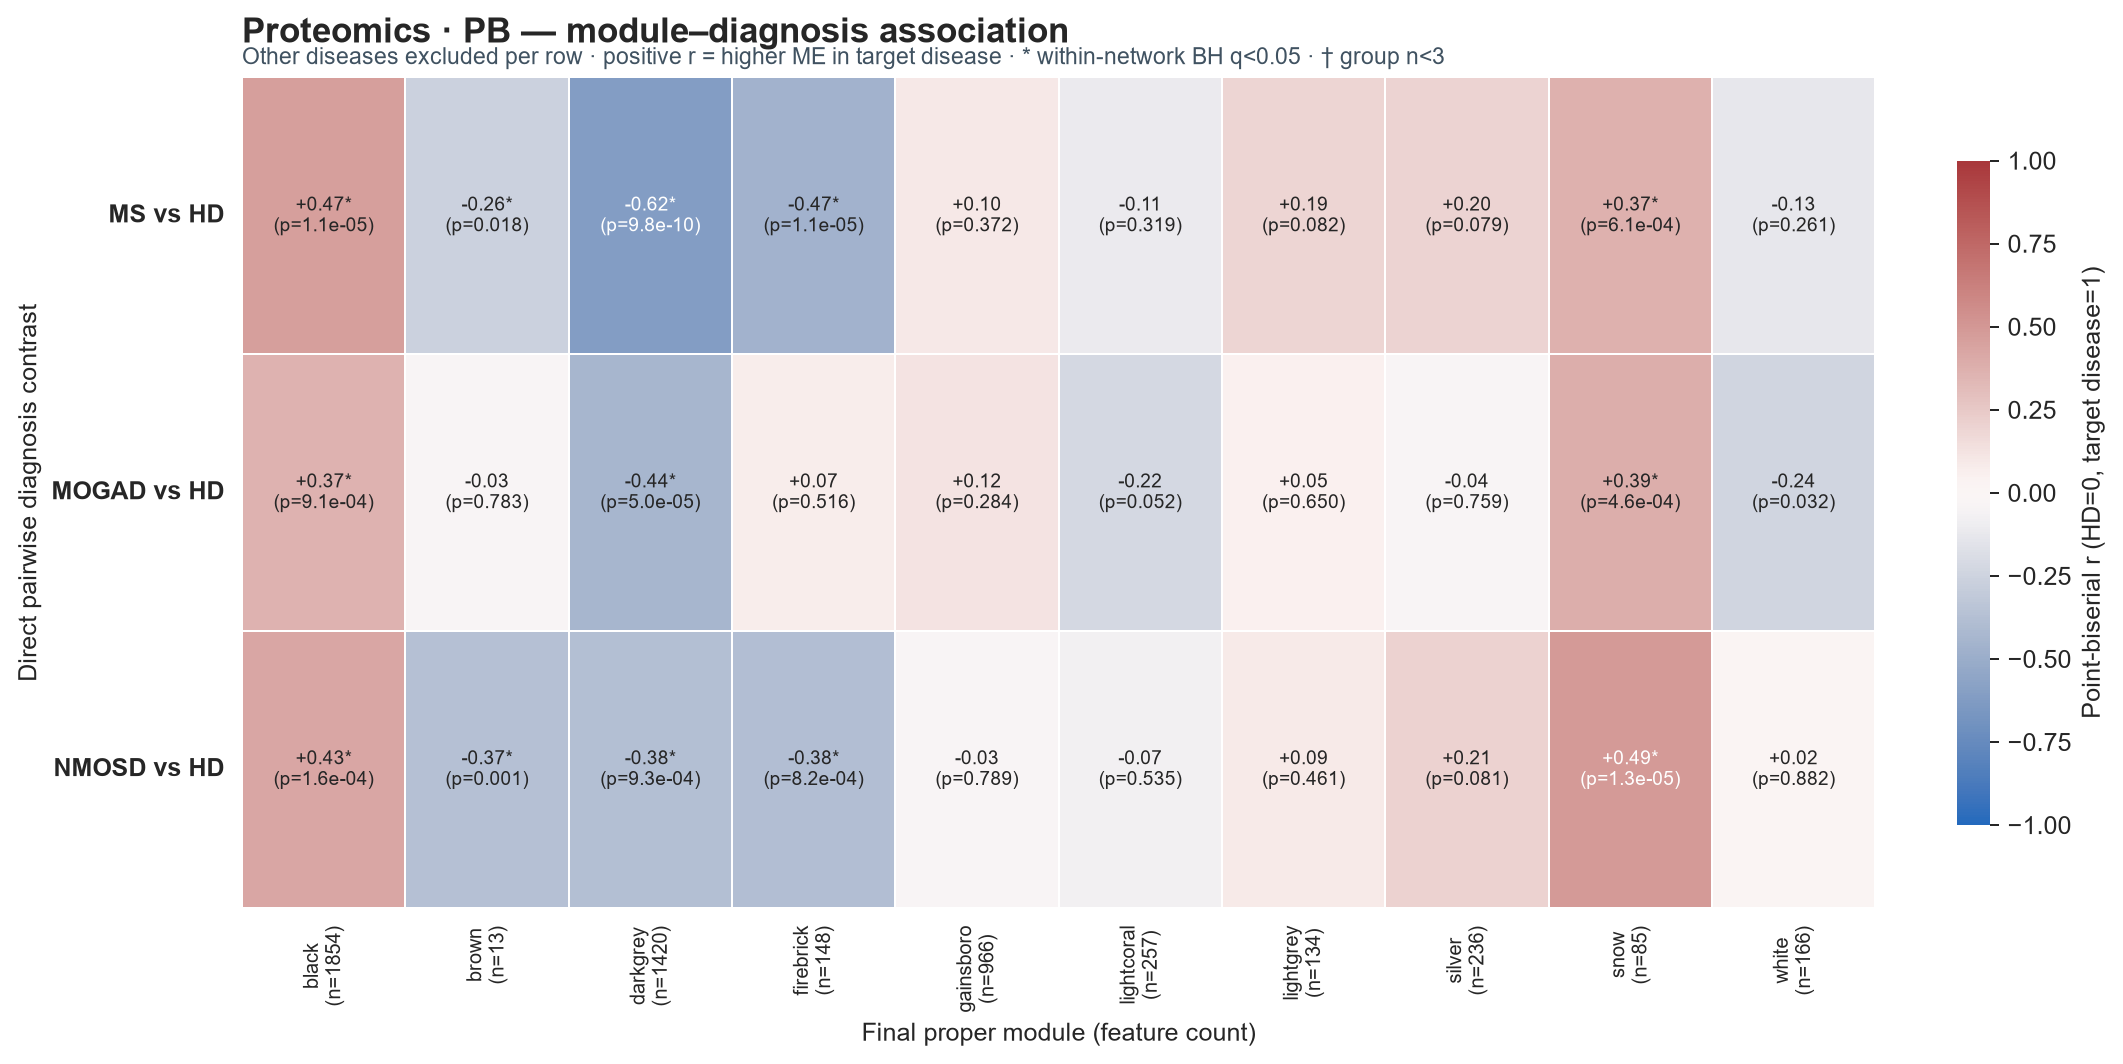 Proteomics · PB — module–diagnosis association
Other diseases excluded per row · positive r = higher ME in target disease · * within-network BH q<0.05 · † group n<3
Direct pairwise diagnosis contrast
MS vs HD
+0.47*
(p=1.1e-05)
-0.26*
(p=0.018)
-0.62*
(p=9.8e-10)
-0.47*
(p=1.1e-05)
+0.10
(p=0.372)
-0.11
(p=0.319)
+0.19
(p=0.082)
+0.20
(p=0.079)
+0.37*
(p=6.1e-04)
-0.13
(p=0.261)
MOGAD vs HD
+0.37*
(p=9.1e-04)
-0.03
(p=0.783)
-0.44*
(p=5.0e-05)
+0.07
(p=0.516)
+0.12
(p=0.284)
-0.22
(p=0.052)
+0.05
(p=0.650)
-0.04
(p=0.759)
+0.39*
(p=4.6e-04)
-0.24
(p=0.032)
NMOSD vs HD
+0.43*
(p=1.6e-04)
-0.37*
(p=0.001)
-0.38*
(p=9.3e-04)
-0.38*
(p=8.2e-04)
-0.03
(p=0.789)
-0.07
(p=0.535)
+0.09
(p=0.461)
+0.21
(p=0.081)
+0.49*
(p=1.3e-05)
+0.02
(p=0.882)
black
(n=1854)
brown
(n=13)
darkgrey
(n=1420)
firebrick
(n=148)
gainsboro
(n=966)
lightcoral
(n=257)
lightgrey
(n=134)
silver
(n=236)
snow
(n=85)
white
(n=166)
Final proper module (feature count)
1.00
0.75
0.50
0.25
0.00
−0.25
−0.50
−0.75
−1.00
Point-biserial r (HD=0, target disease=1)